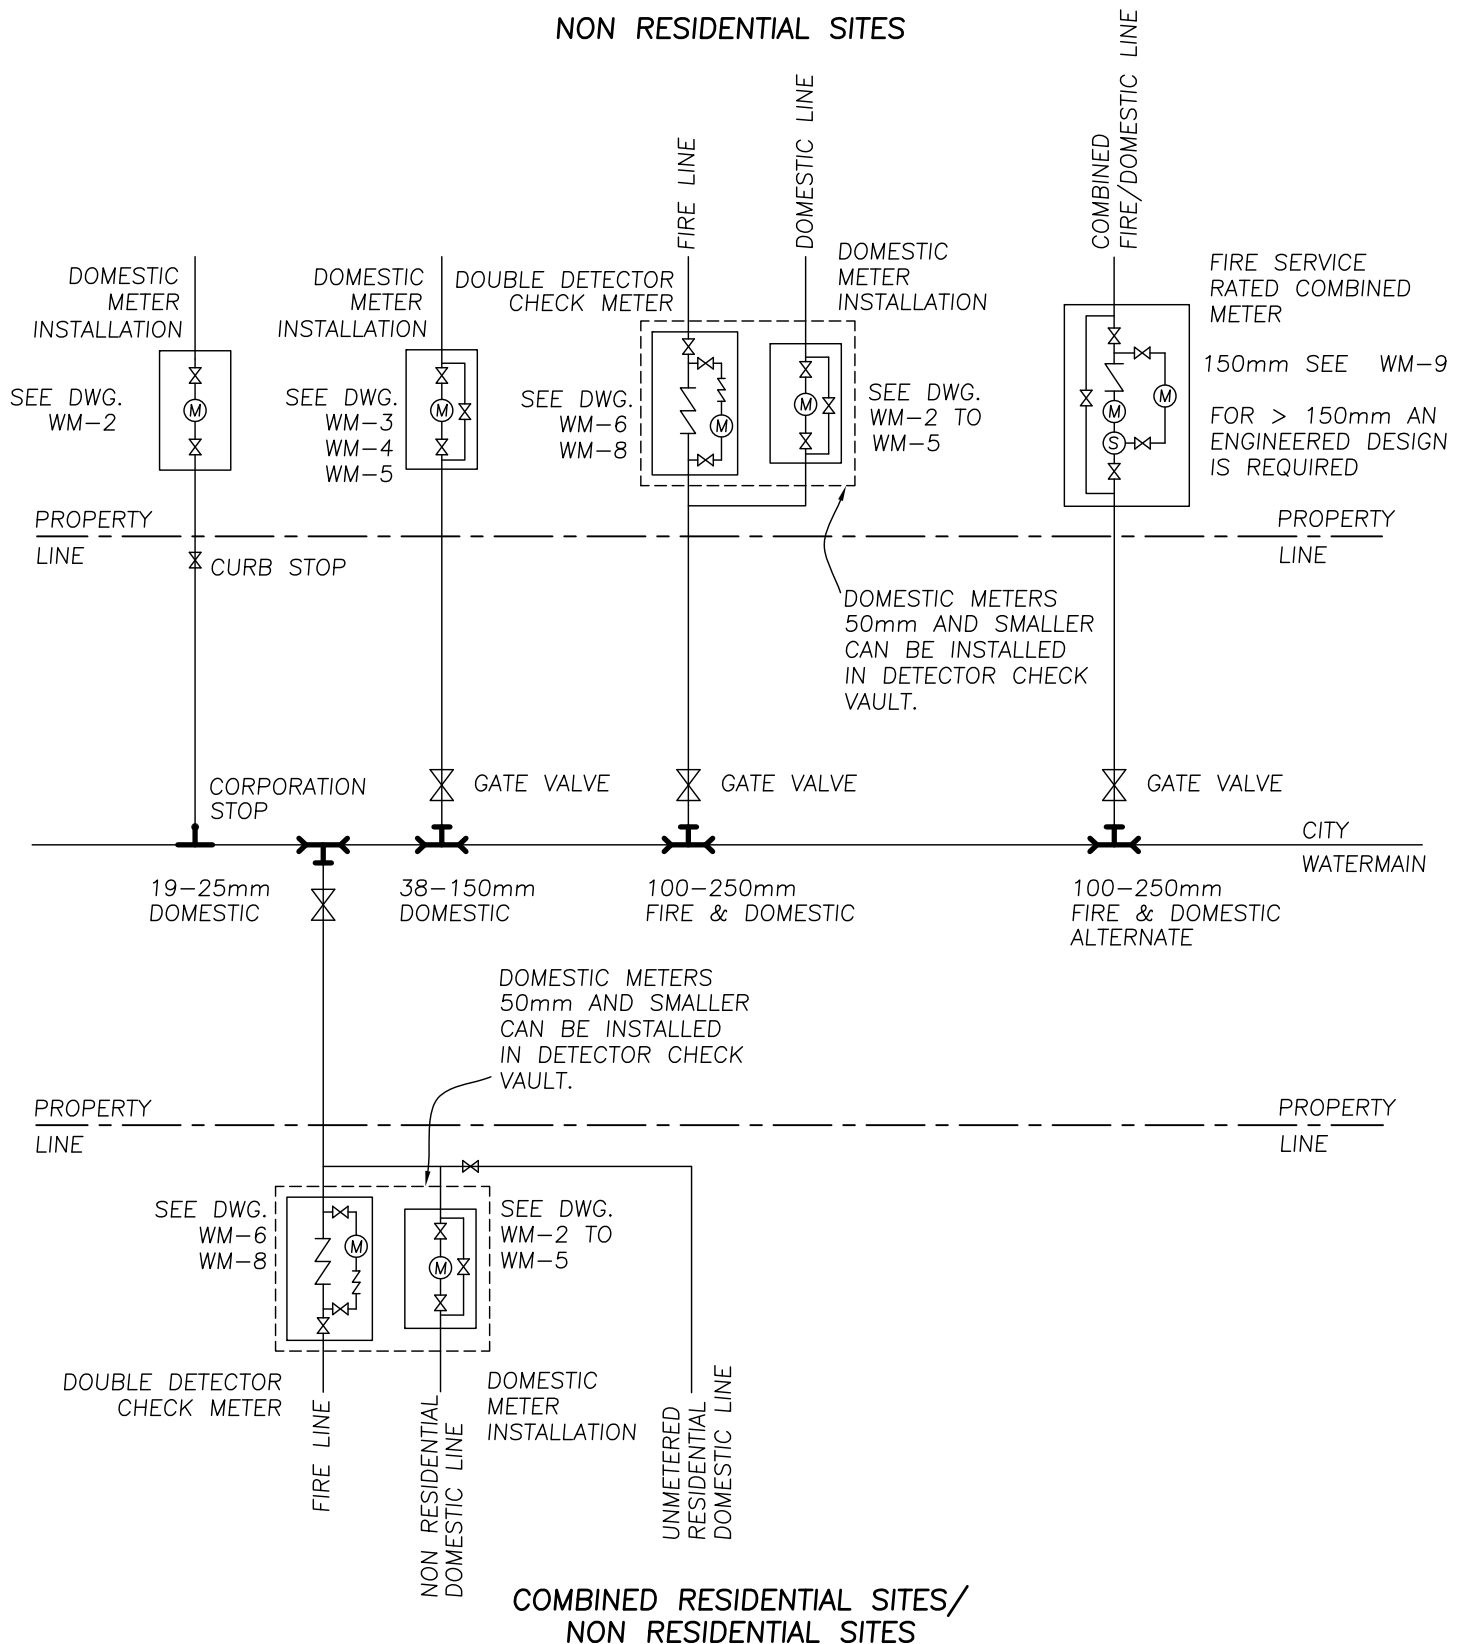 NON RESIDENTIAL SITES
FIRE LINE
DOMESTIC LINE
COMBINED
FIRE/DOMESTIC LINE
DOMESTIC
METER
INSTALLATION
SEE DWG.
WM-2
M
DOMESTIC
METER
INSTALLATION
SEE DWG.
WM-3
WM-4
WM-5
M
DOUBLE DETECTOR
CHECK METER
SEE DWG.
WM-6
WM-8
M
M
DOMESTIC
METER
INSTALLATION
SEE DWG.
WM-2 TO
WM-5
M
M
S
FIRE SERVICE
RATED COMBINED
METER
150mm SEE WM-9
FOR > 150mm AN
ENGINEERED DESIGN
IS REQUIRED
PROPERTY
LINE
PROPERTY
LINE
CURB STOP
DOMESTIC METERS
50mm AND SMALLER
CAN BE INSTALLED
IN DETECTOR CHECK
VAULT.
CORPORATION
STOP
GATE VALVE
GATE VALVE
GATE VALVE
CITY
WATERMAIN
19-25mm
DOMESTIC
38-150mm
DOMESTIC
100-250mm
FIRE & DOMESTIC
100-250mm
FIRE & DOMESTIC
ALTERNATE
DOMESTIC METERS
50mm AND SMALLER
CAN BE INSTALLED
IN DETECTOR CHECK
VAULT.
PROPERTY
LINE
PROPERTY
LINE
SEE DWG.
WM-6
WM-8
M
M
SEE DWG.
WM-2 TO
WM-5
DOUBLE DETECTOR
CHECK METER
FIRE LINE
NON RESIDENTIAL
DOMESTIC LINE
DOMESTIC
METER
INSTALLATION
UNMETERED
RESIDENTIAL
DOMESTIC LINE
COMBINED RESIDENTIAL SITES/
NON RESIDENTIAL SITES